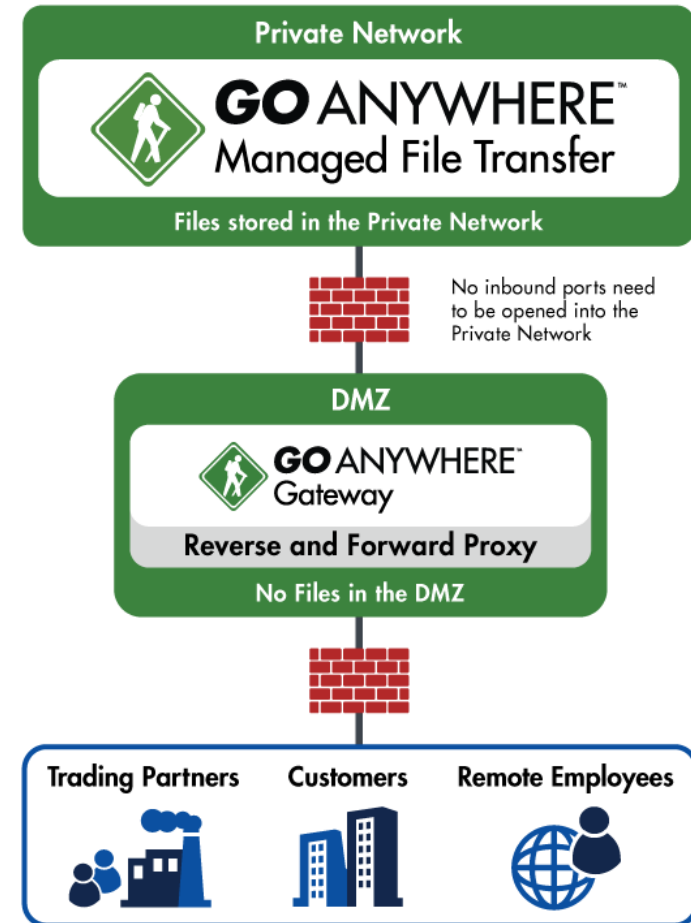 Private Network
GO ANYWHERE™
Managed File Transfer
Files stored in the Private Network
No inbound ports need
to be opened into the
Private Network
DMZ
GO ANYWHERE™
Gateway
Reverse and Forward Proxy
No Files in the DMZ
Trading Partners Customers Remote Employees